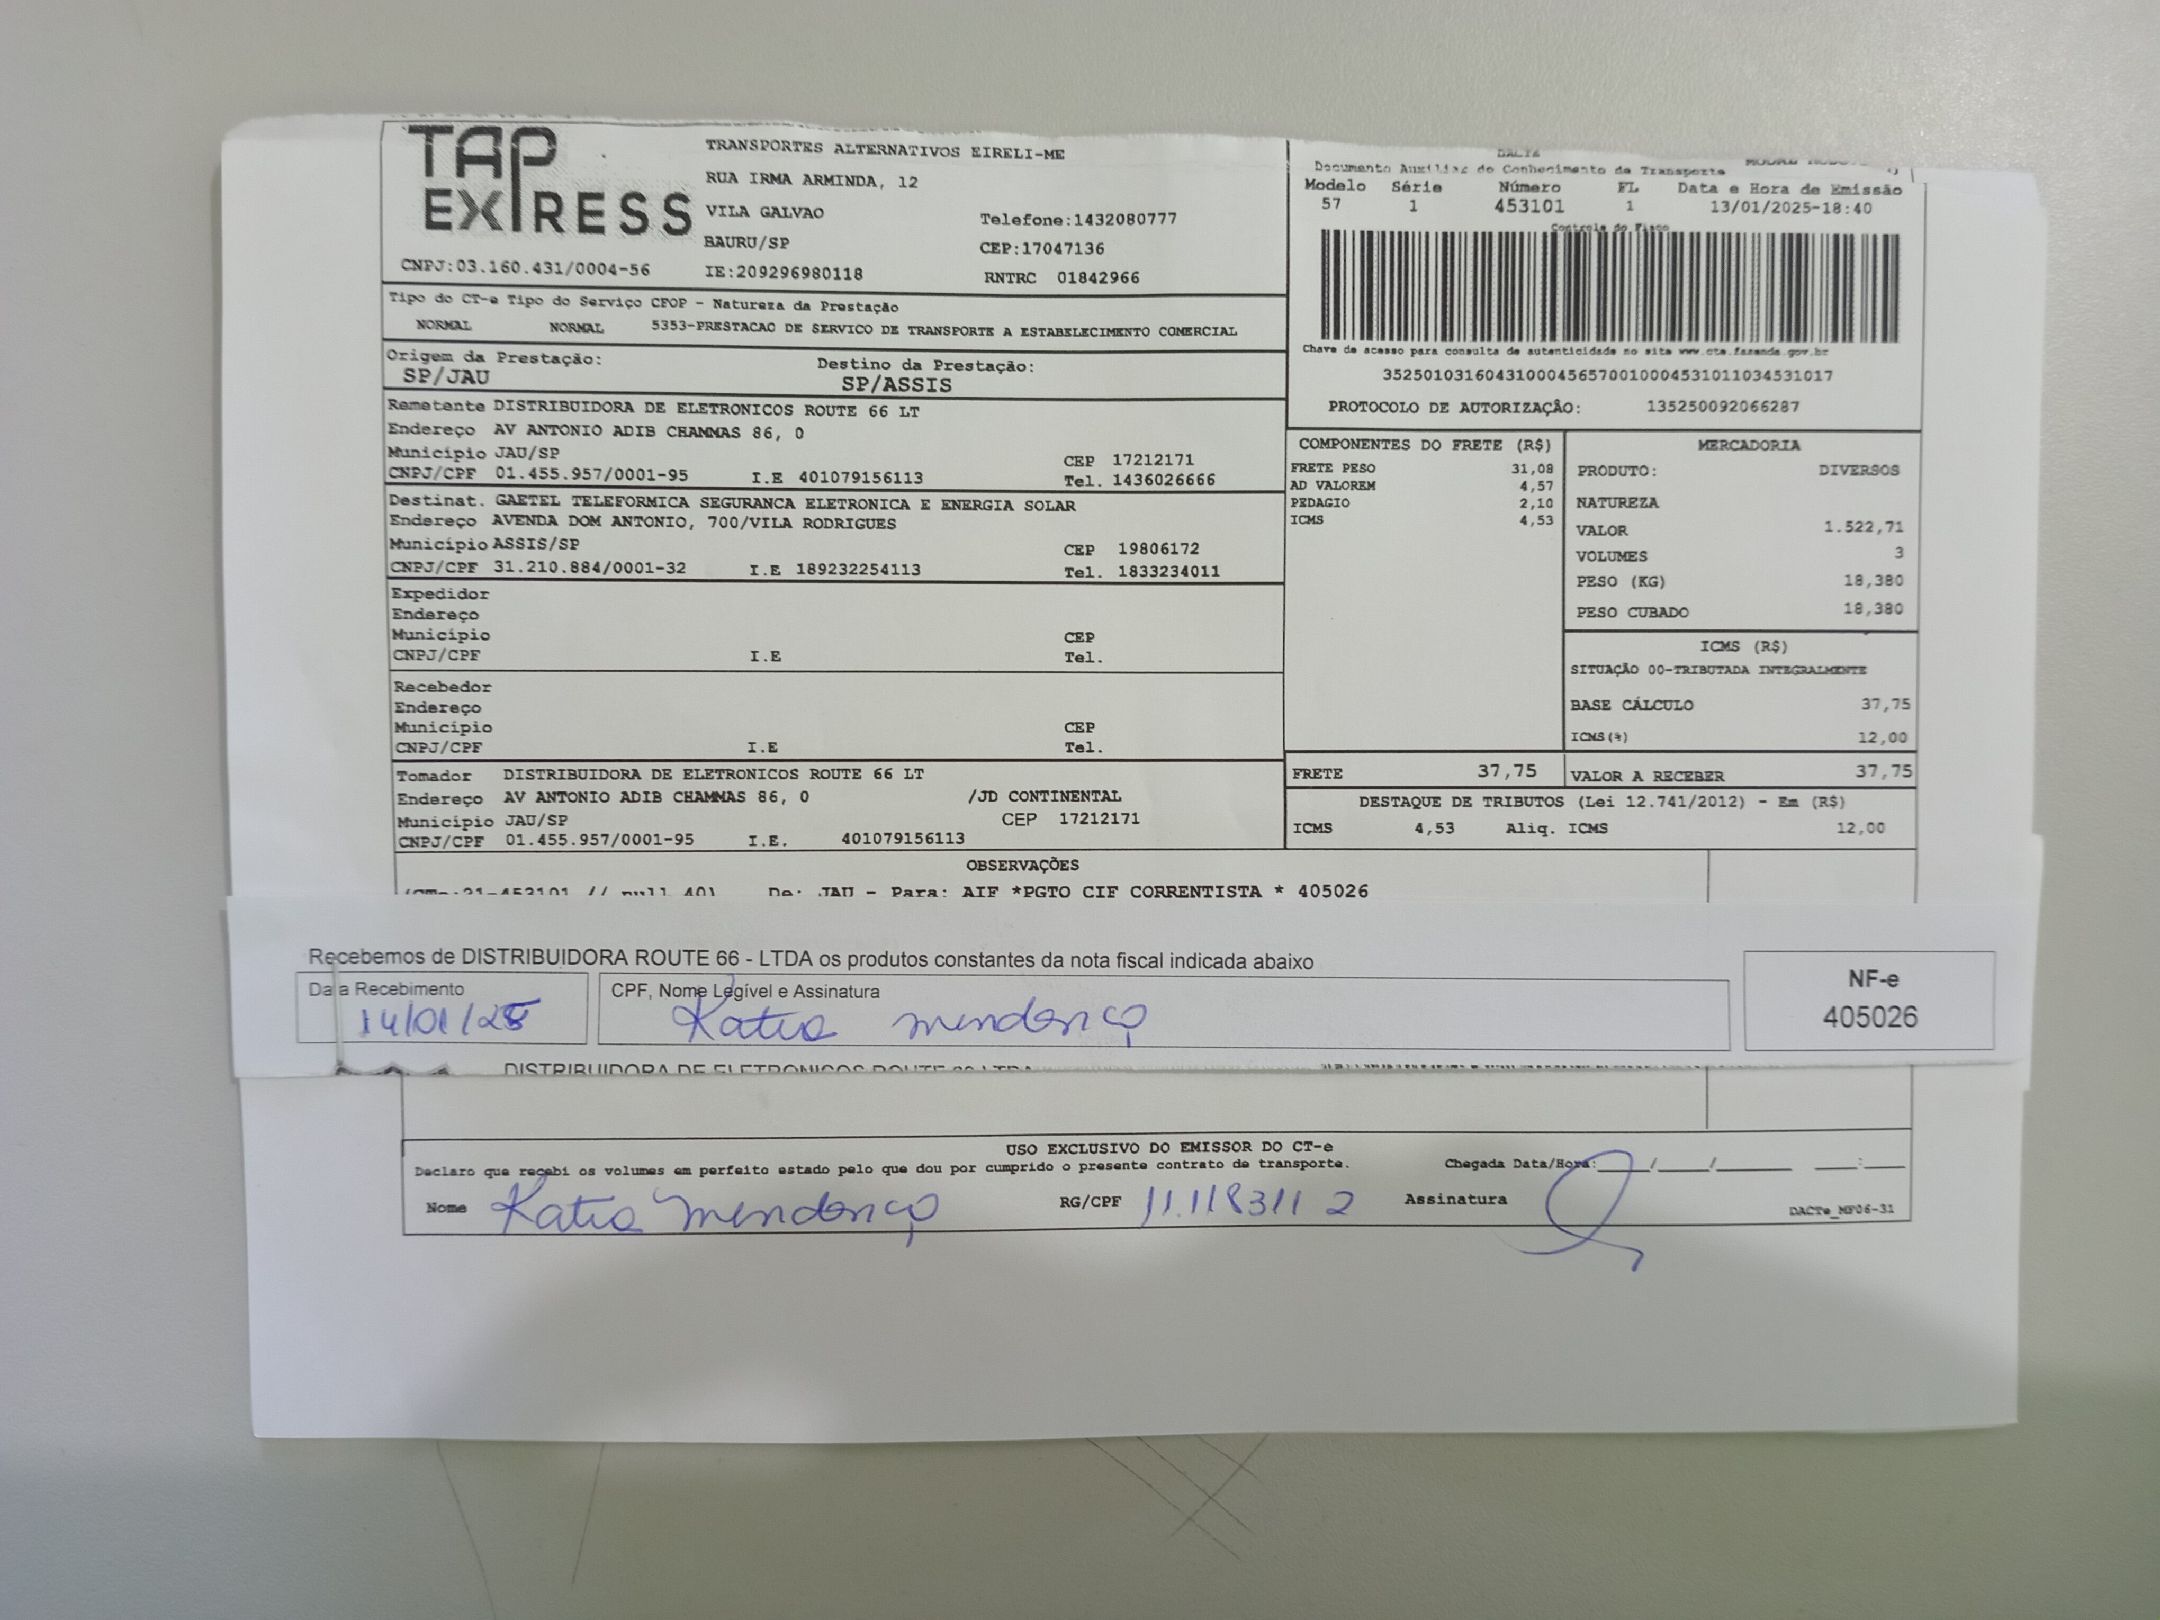 TAP EXPRESS
TRANSPORTES ALTERNATIVOS EIRELI-ME
RUA IRMA ARMINDA, 12
VILA GALVAO Telefone:1432080777
BAURU/SP CEP:17047136
CNPJ:03.160.431/0004-56 IE:209296980118 RNTRC 01842966
DACTE
Documento Auxiliar do Conhecimento de Transporte
Modelo Série Número FL Data e Hora de Emissão
57 1 453101 1 13/01/2025-18:40
Controle do Fisco
Chave de acesso para consulta de autenticidade no site www.cte.fazenda.gov.br
35250103160431000456570010004531011034531017
PROTOCOLO DE AUTORIZAÇÃO: 135250092066287
Tipo do CT-e Tipo do Serviço CFOP - Natureza da Prestação
NORMAL NORMAL 5353-PRESTACAO DE SERVICO DE TRANSPORTE A ESTABELECIMENTO COMERCIAL
Origem da Prestação: Destino da Prestação:
SP/JAU SP/ASSIS
Remetente DISTRIBUIDORA DE ELETRONICOS ROUTE 66 LT
Endereço AV ANTONIO ADIB CHAMMAS 86, 0
Município JAU/SP CEP 17212171
CNPJ/CPF 01.455.957/0001-95 I.E 401079156113 Tel. 1436026666
Destinat. GAETEL TELEFORMICA SEGURANCA ELETRONICA E ENERGIA SOLAR
Endereço AVENDA DOM ANTONIO, 700/VILA RODRIGUES
Município ASSIS/SP CEP 19806172
CNPJ/CPF 31.210.884/0001-32 I.E 189232254113 Tel. 1833234011
Expedidor
Endereço
Município CEP
CNPJ/CPF I.E Tel.
Recebedor
Endereço
Município CEP
CNPJ/CPF I.E Tel.
Tomador DISTRIBUIDORA DE ELETRONICOS ROUTE 66 LT
Endereço AV ANTONIO ADIB CHAMMAS 86, 0 /JD CONTINENTAL
Município JAU/SP CEP 17212171
CNPJ/CPF 01.455.957/0001-95 I.E. 401079156113
COMPONENTES DO FRETE (R$)
FRETE PESO 31,08
AD VALOREM 4,57
PEDAGIO 2,10
ICMS 4,53
MERCADORIA
PRODUTO: DIVERSOS
NATUREZA
VALOR 1.522,71
VOLUMES 3
PESO (KG) 18,380
PESO CUBADO 18,380
ICMS (R$)
SITUAÇÃO 00-TRIBUTADA INTEGRALMENTE
BASE CÁLCULO 37,75
ICMS(%) 12,00
FRETE 37,75 VALOR A RECEBER 37,75
DESTAQUE DE TRIBUTOS (Lei 12.741/2012) - Em (R$)
ICMS 4,53 Aliq. ICMS 12,00
OBSERVAÇÕES
De: JAU - Para: AIF *PGTO CIF CORRENTISTA * 405026
Recebemos de DISTRIBUIDORA ROUTE 66 - LTDA os produtos constantes da nota fiscal indicada abaixo
Data Recebimento CPF, Nome Legível e Assinatura
14/01/25 Katia mendonç
NF-e
405026
DISTRIBUIDORA DE ELETRONICOS ROUTE 66 LTDA
USO EXCLUSIVO DO EMISSOR DO CT-e
Declaro que recebi os volumes em perfeito estado pelo que dou por cumprido o presente contrato de transporte. Chegada Data/Hora:____/____/______ ____:____
Nome Katia mendonç RG/CPF 11.118311 2 Assinatura
DACTe_MF06-31